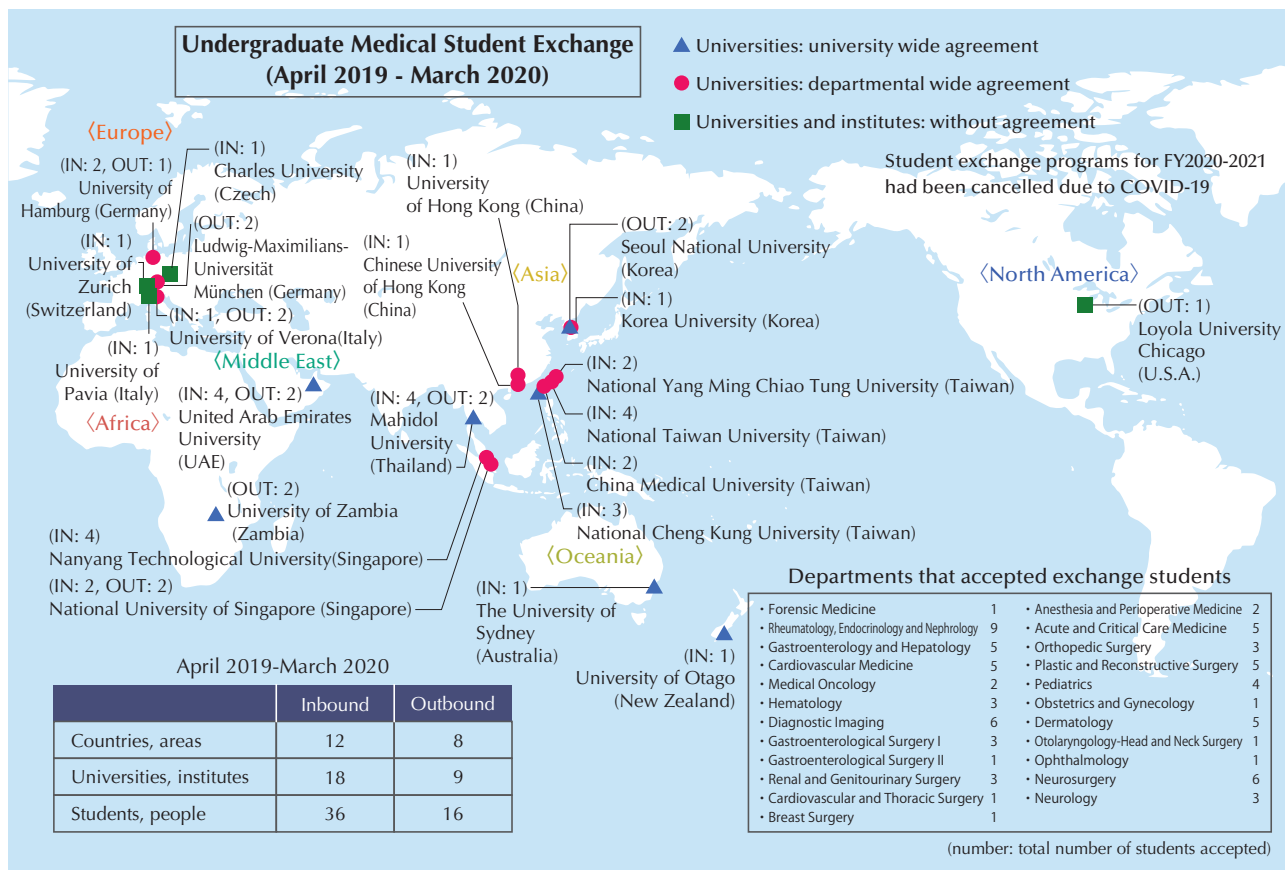 Undergraduate Medical Student Exchange
(April 2019 - March 2020)
Universities: university wide agreement
Universities: departmental wide agreement
Universities and institutes: without agreement
Student exchange programs for FY2020-2021
had been cancelled due to COVID-19
〈Europe〉
(IN: 2, OUT: 1)
University of
Hamburg (Germany)
(IN: 1)
Charles University
(Czech)
(OUT: 2)
Ludwig-Maximilians-
Universität
München (Germany)
(IN: 1)
University of
Zurich
(Switzerland)
(IN: 1, OUT: 2)
University of Verona(Italy)
(IN: 1)
University of
Pavia (Italy)
〈Middle East〉
(IN: 4, OUT: 2)
United Arab Emirates
University
(UAE)
〈Africa〉
(OUT: 2)
University of Zambia
(Zambia)
〈Asia〉
(IN: 1)
University
of Hong Kong (China)
(IN: 1)
Chinese University
of Hong Kong
(China)
(OUT: 2)
Seoul National University
(Korea)
(IN: 1)
Korea University (Korea)
(IN: 2)
National Yang Ming Chiao Tung University (Taiwan)
(IN: 4)
National Taiwan University (Taiwan)
(IN: 2)
China Medical University (Taiwan)
(IN: 3)
National Cheng Kung University (Taiwan)
(IN: 4, OUT: 2)
Mahidol
University
(Thailand)
(IN: 4)
Nanyang Technological University(Singapore)
(IN: 2, OUT: 2)
National University of Singapore (Singapore)
〈Oceania〉
(IN: 1)
The University of
Sydney
(Australia)
(IN: 1)
University of Otago
(New Zealand)
〈North America〉
(OUT: 1)
Loyola University
Chicago
(U.S.A.)
April 2019-March 2020
Inbound Outbound
Countries, areas 12 8
Universities, institutes 18 9
Students, people 36 16
Departments that accepted exchange students
・Forensic Medicine 1
・Rheumatology, Endocrinology and Nephrology 9
・Gastroenterology and Hepatology 5
・Cardiovascular Medicine 5
・Medical Oncology 2
・Hematology 3
・Diagnostic Imaging 6
・Gastroenterological Surgery I 3
・Gastroenterological Surgery II 1
・Renal and Genitourinary Surgery 3
・Cardiovascular and Thoracic Surgery 1
・Breast Surgery 1
・Anesthesia and Perioperative Medicine 2
・Acute and Critical Care Medicine 5
・Orthopedic Surgery 3
・Plastic and Reconstructive Surgery 5
・Pediatrics 4
・Obstetrics and Gynecology 1
・Dermatology 5
・Otolaryngology-Head and Neck Surgery 1
・Ophthalmology 1
・Neurosurgery 6
・Neurology 3
(number: total number of students accepted)